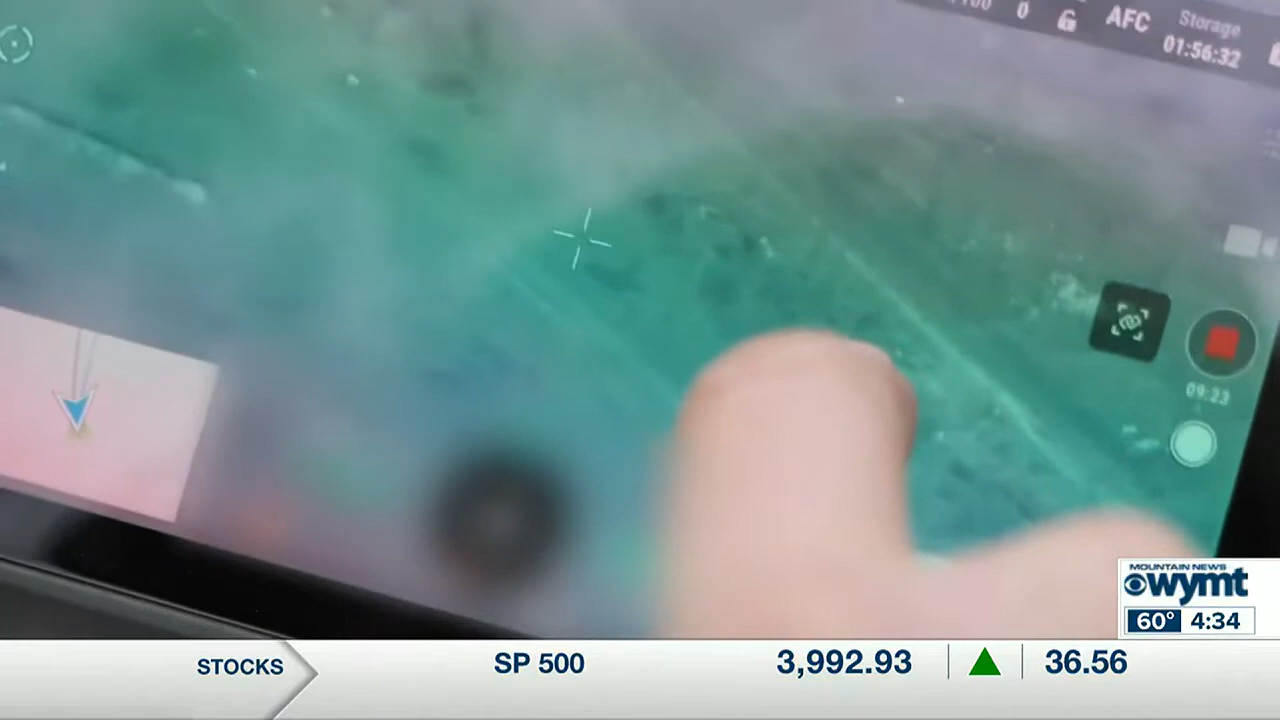 0
AFC
Storage
01:56:32
09:23
MOUNTAIN NEWS
wymt
60° 4:34
STOCKS SP 500 3,992.93 36.56